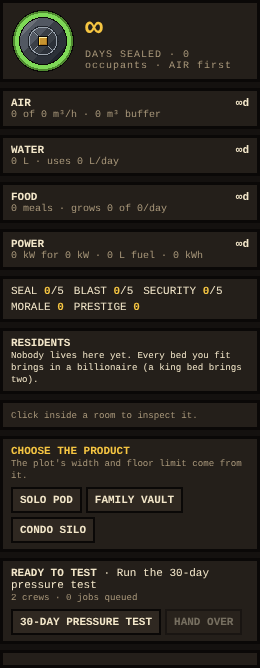 ∞
DAYS SEALED · 0
occupants · AIR first
AIR ∞d
0 of 0 m³/h · 0 m³ buffer
WATER ∞d
0 L · uses 0 L/day
FOOD ∞d
0 meals · grows 0 of 0/day
POWER ∞d
0 kW for 0 kW · 0 L fuel · 0 kWh
SEAL 0/5 BLAST 0/5 SECURITY 0/5
MORALE 0 PRESTIGE 0
RESIDENTS
Nobody lives here yet. Every bed you fit
brings in a billionaire (a king bed brings
two).
Click inside a room to inspect it.
CHOOSE THE PRODUCT
The plot's width and floor limit come from
it.
SOLO POD FAMILY VAULT
CONDO SILO
READY TO TEST · Run the 30-day
pressure test
2 crews · 0 jobs queued
30-DAY PRESSURE TEST HAND OVER